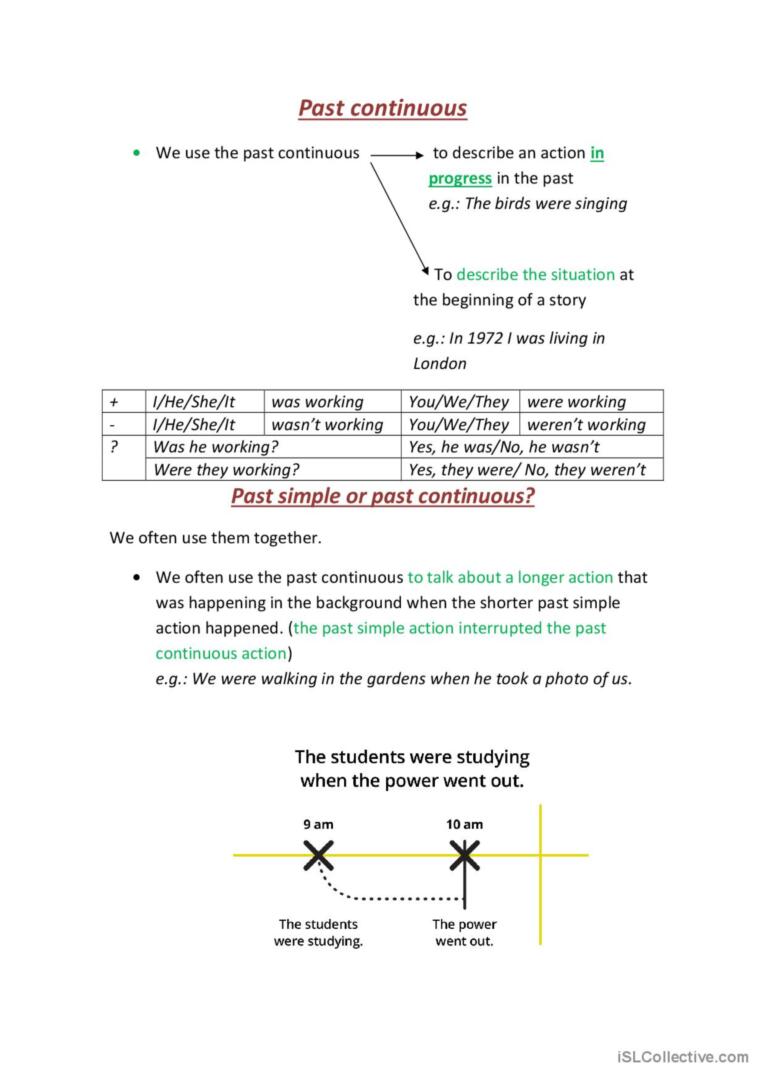 Past continuous
• We use the past continuous
to describe an action in
progress in the past
e.g.: The birds were singing
To describe the situation at
the beginning of a story
e.g.: In 1972 I was living in
London
+ I/He/She/It was working You/We/They were working
- I/He/She/It wasn’t working You/We/They weren’t working
? Was he working? Yes, he was/No, he wasn’t
Were they working? Yes, they were/ No, they weren’t
Past simple or past continuous?
We often use them together.
• We often use the past continuous to talk about a longer action that
was happening in the background when the shorter past simple
action happened. (the past simple action interrupted the past
continuous action)
e.g.: We were walking in the gardens when he took a photo of us.
The students were studying
when the power went out.
9 am 10 am
The students The power
were studying. went out.
iSLCollective.com